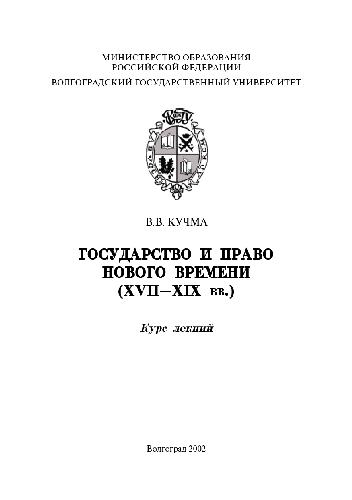 МИНИСТЕРСТВО ОБРАЗОВАНИЯ
РОССИЙСКОЙ ФЕДЕРАЦИИ
ВОЛГОГРАДСКИЙ ГОСУДАРСТВЕННЫЙ УНИВЕРСИТЕТ
В.В. КУЧМА
ГОСУДАРСТВО И ПРАВО
НОВОГО ВРЕМЕНИ
(XVII—XIX вв.)
Курс лекций
Волгоград 2002